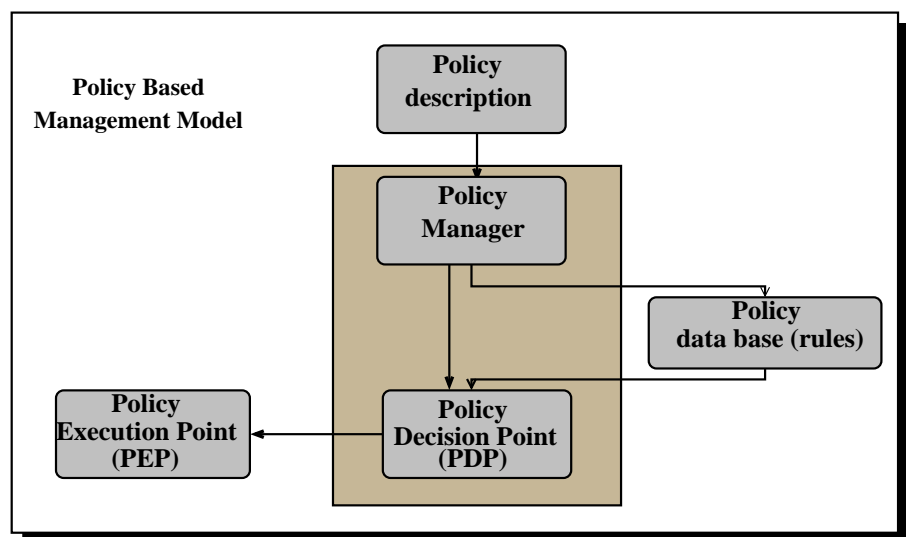 Policy Based
Management Model
Policy
description
Policy
Manager
Policy
data base (rules)
Policy
Execution Point
(PEP)
Policy
Decision Point
(PDP)